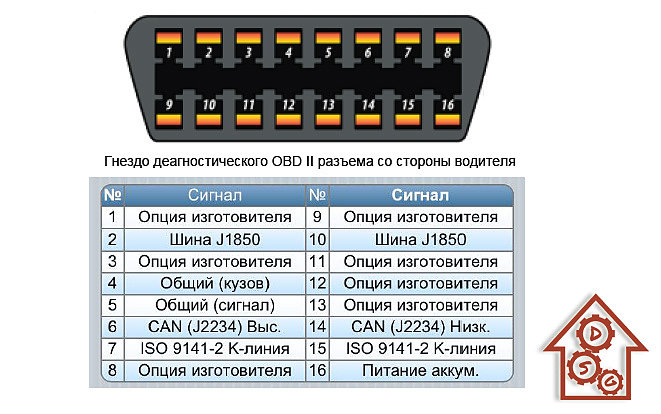 1 2 3 4 5 6 7 8
9 10 11 12 13 14 15 16
Гнездо деагностического OBD II разъема со стороны водителя
№ Сигнал № Сигнал
1 Опция изготовителя 9 Опция изготовителя
2 Шина J1850 10 Шина J1850
3 Опция изготовителя 11 Опция изготовителя
4 Общий (кузов) 12 Опция изготовителя
5 Общий (сигнал) 13 Опция изготовителя
6 CAN (J2234) Выс. 14 CAN (J2234) Низк.
7 ISO 9141-2 K-линия 15 ISO 9141-2 K-линия
8 Опция изготовителя 16 Питание аккум.
D
S G